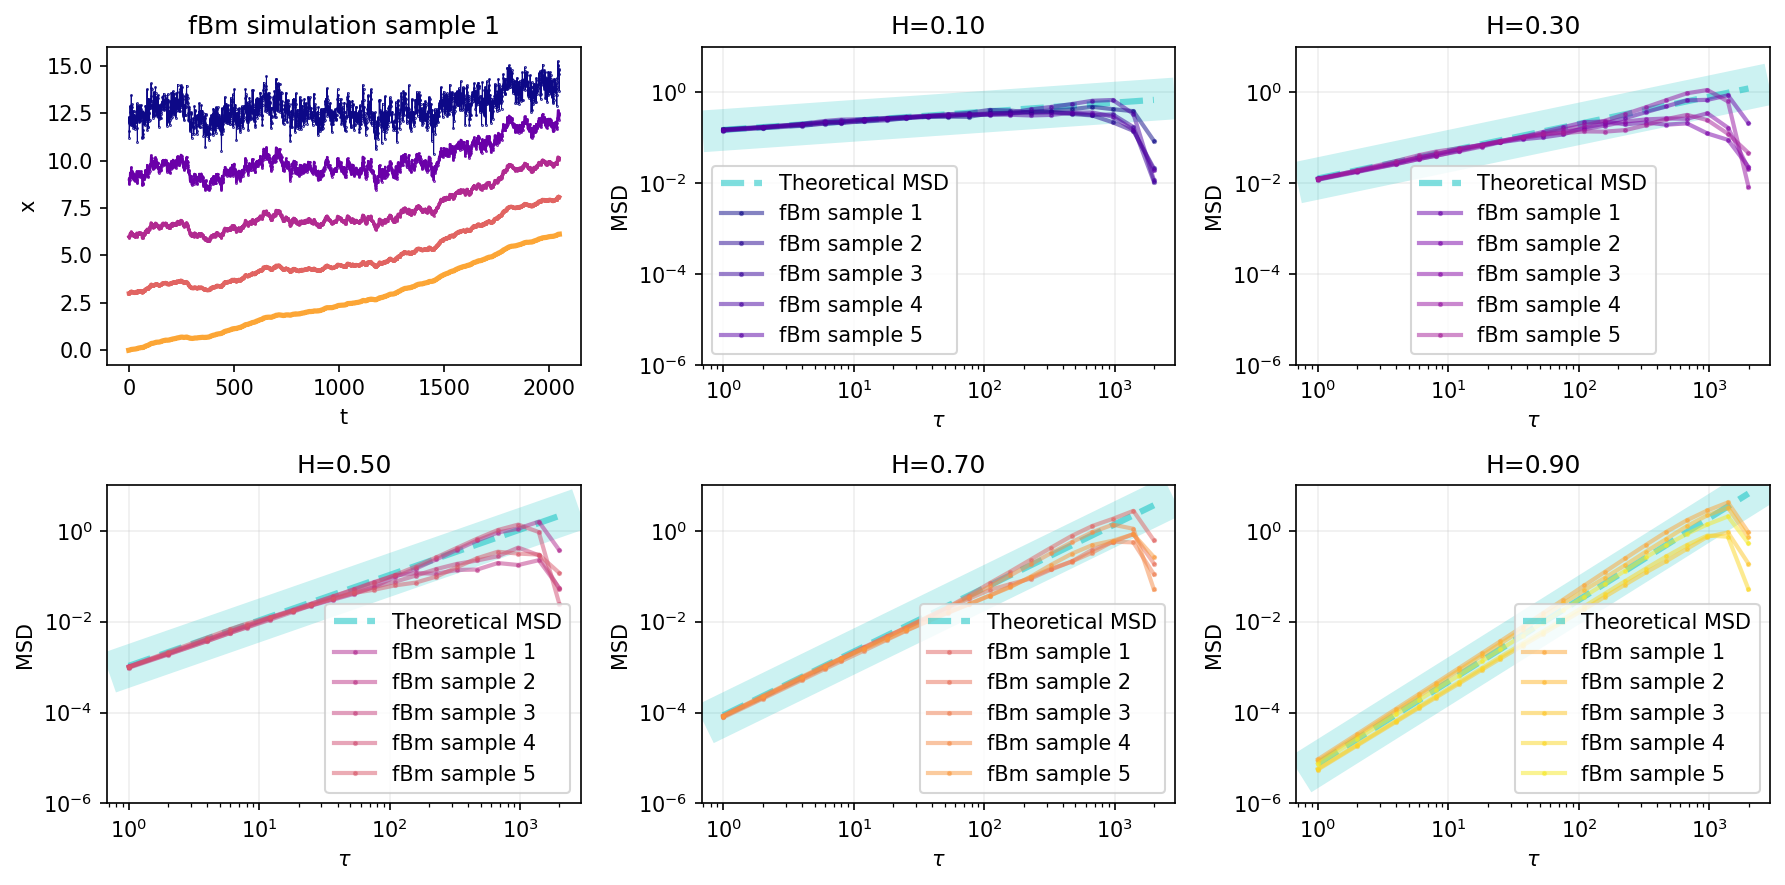 fBm simulation sample 1
15.0
12.5
10.0
7.5
5.0
2.5
0.0
x
0 500 1000 1500 2000
t
H=0.10
10⁰
10⁻²
10⁻⁴
10⁻⁶
MSD
Theoretical MSD
fBm sample 1
fBm sample 2
fBm sample 3
fBm sample 4
fBm sample 5
10⁰ 10¹ 10² 10³
τ
H=0.30
10⁰
10⁻²
10⁻⁴
10⁻⁶
MSD
Theoretical MSD
fBm sample 1
fBm sample 2
fBm sample 3
fBm sample 4
fBm sample 5
10⁰ 10¹ 10² 10³
τ
H=0.50
10⁰
10⁻²
10⁻⁴
10⁻⁶
MSD
Theoretical MSD
fBm sample 1
fBm sample 2
fBm sample 3
fBm sample 4
fBm sample 5
10⁰ 10¹ 10² 10³
τ
H=0.70
10⁰
10⁻²
10⁻⁴
10⁻⁶
MSD
Theoretical MSD
fBm sample 1
fBm sample 2
fBm sample 3
fBm sample 4
fBm sample 5
10⁰ 10¹ 10² 10³
τ
H=0.90
10⁰
10⁻²
10⁻⁴
10⁻⁶
MSD
Theoretical MSD
fBm sample 1
fBm sample 2
fBm sample 3
fBm sample 4
fBm sample 5
10⁰ 10¹ 10² 10³
τ